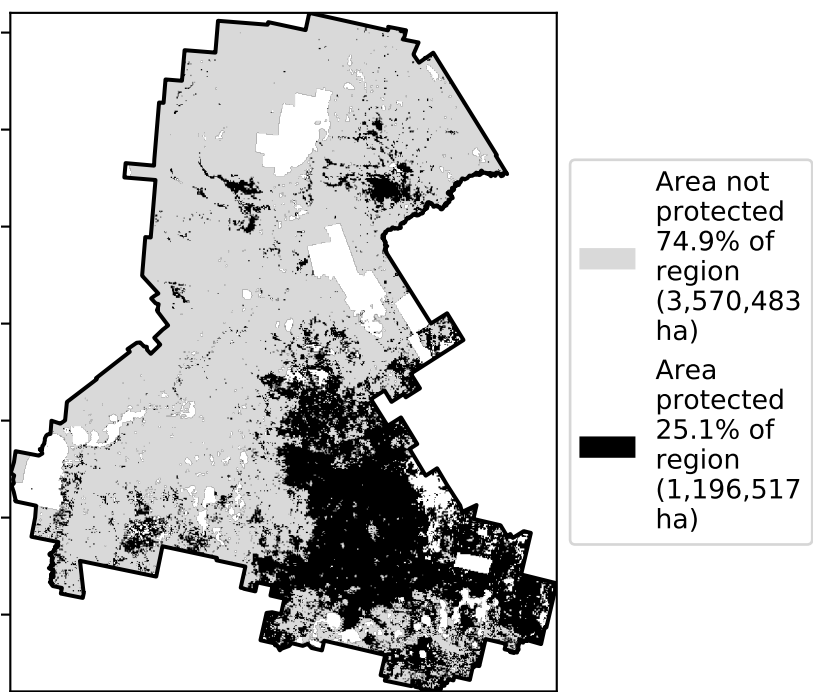 Area not
protected
74.9% of
region
(3,570,483
ha)
Area
protected
25.1% of
region
(1,196,517
ha)